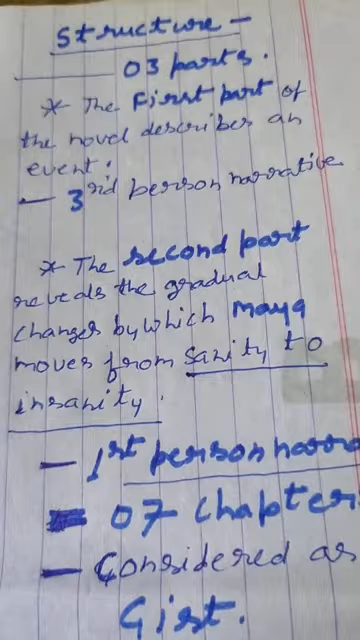 Structure -
03 parts.
* The First part of
the novel describes an
event.
- 3rd person narrative
* The second part
reveals the gradual
changes by which Maya
moves from sanity to
insanity.
- 1st person narra
= 07 chapter
- Considered as
Gist.